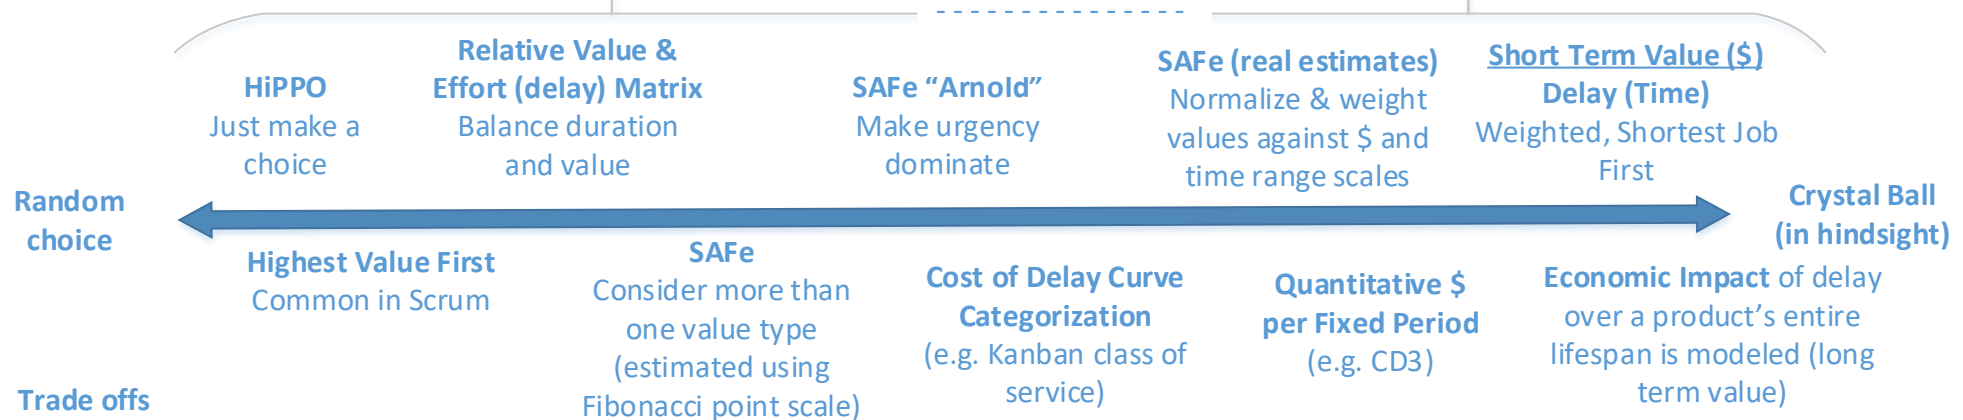 HiPPO
Just make a
choice
Relative Value &
Effort (delay) Matrix
Balance duration
and value
SAFe “Arnold”
Make urgency
dominate
SAFe (real estimates)
Normalize & weight
values against $ and
time range scales
Short Term Value ($)
Delay (Time)
Weighted, Shortest Job
First
Random
choice
Crystal Ball
(in hindsight)
Highest Value First
Common in Scrum
SAFe
Consider more than
one value type
(estimated using
Fibonacci point scale)
Cost of Delay Curve
Categorization
(e.g. Kanban class of
service)
Quantitative $
per Fixed Period
(e.g. CD3)
Economic Impact of delay
over a product’s entire
lifespan is modeled (long
term value)
Trade offs